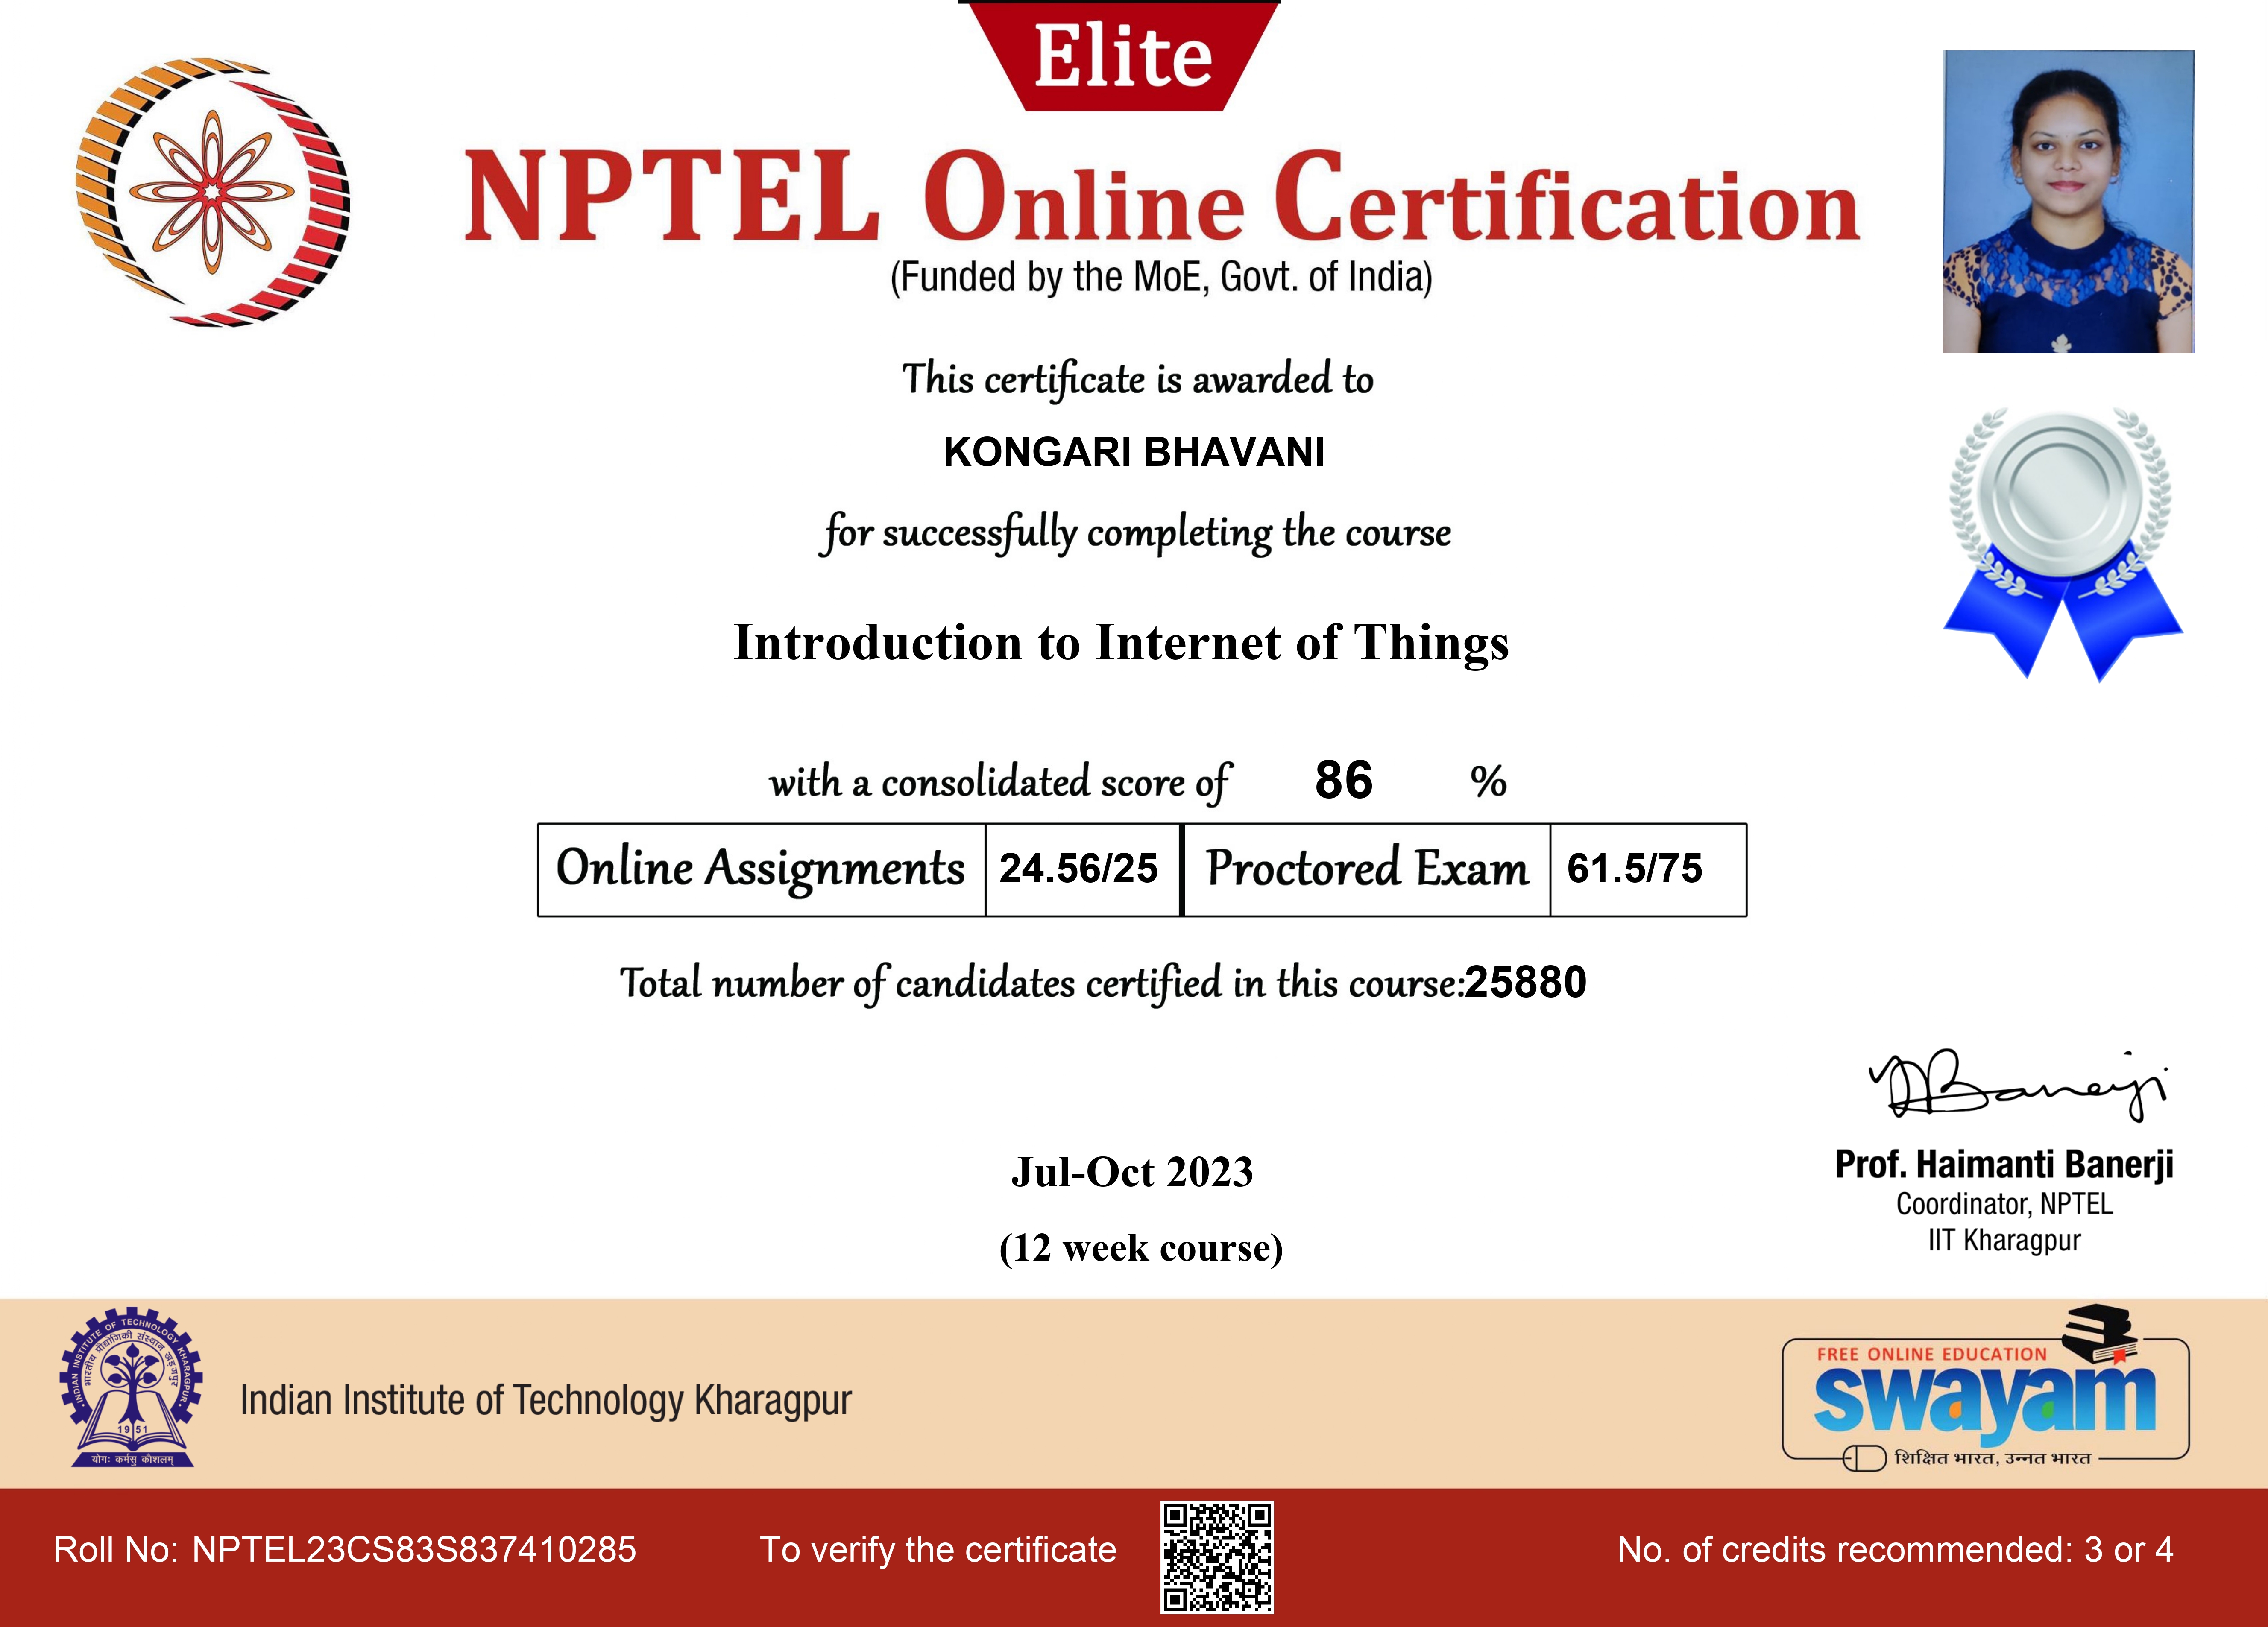 Elite
NPTEL Online Certification
(Funded by the MoE, Govt. of India)
This certificate is awarded to
KONGARI BHAVANI
for successfully completing the course
Introduction to Internet of Things
with a consolidated score of 86 %
Online Assignments 24.56/25 Proctored Exam 61.5/75
Total number of candidates certified in this course:25880
Banerji
Prof. Haimanti Banerji
Coordinator, NPTEL
IIT Kharagpur
Jul-Oct 2023
(12 week course)
INDIAN INSTITUTE OF TECHNOLOGY KHARAGPUR
भारतीय प्रौद्योगिकी संस्थान खड़गपुर
19 51
योगः कर्मसु कौशलम्
Indian Institute of Technology Kharagpur
FREE ONLINE EDUCATION
swayam
शिक्षित भारत, उन्नत भारत
Roll No: NPTEL23CS83S837410285
To verify the certificate
No. of credits recommended: 3 or 4